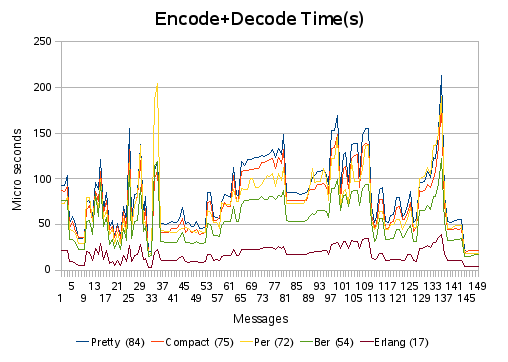 Encode+Decode Time(s)
250
200
150
100
50
0
Micro seconds
5 13 21 29 37 45 53 61 69 77 85 93 101 109 117 125 133 141 149
1 9 17 25 33 41 49 57 65 73 81 89 97 105 113 121 129 137 145
Messages
Pretty (84) Compact (75) Per (72) Ber (54) Erlang (17)